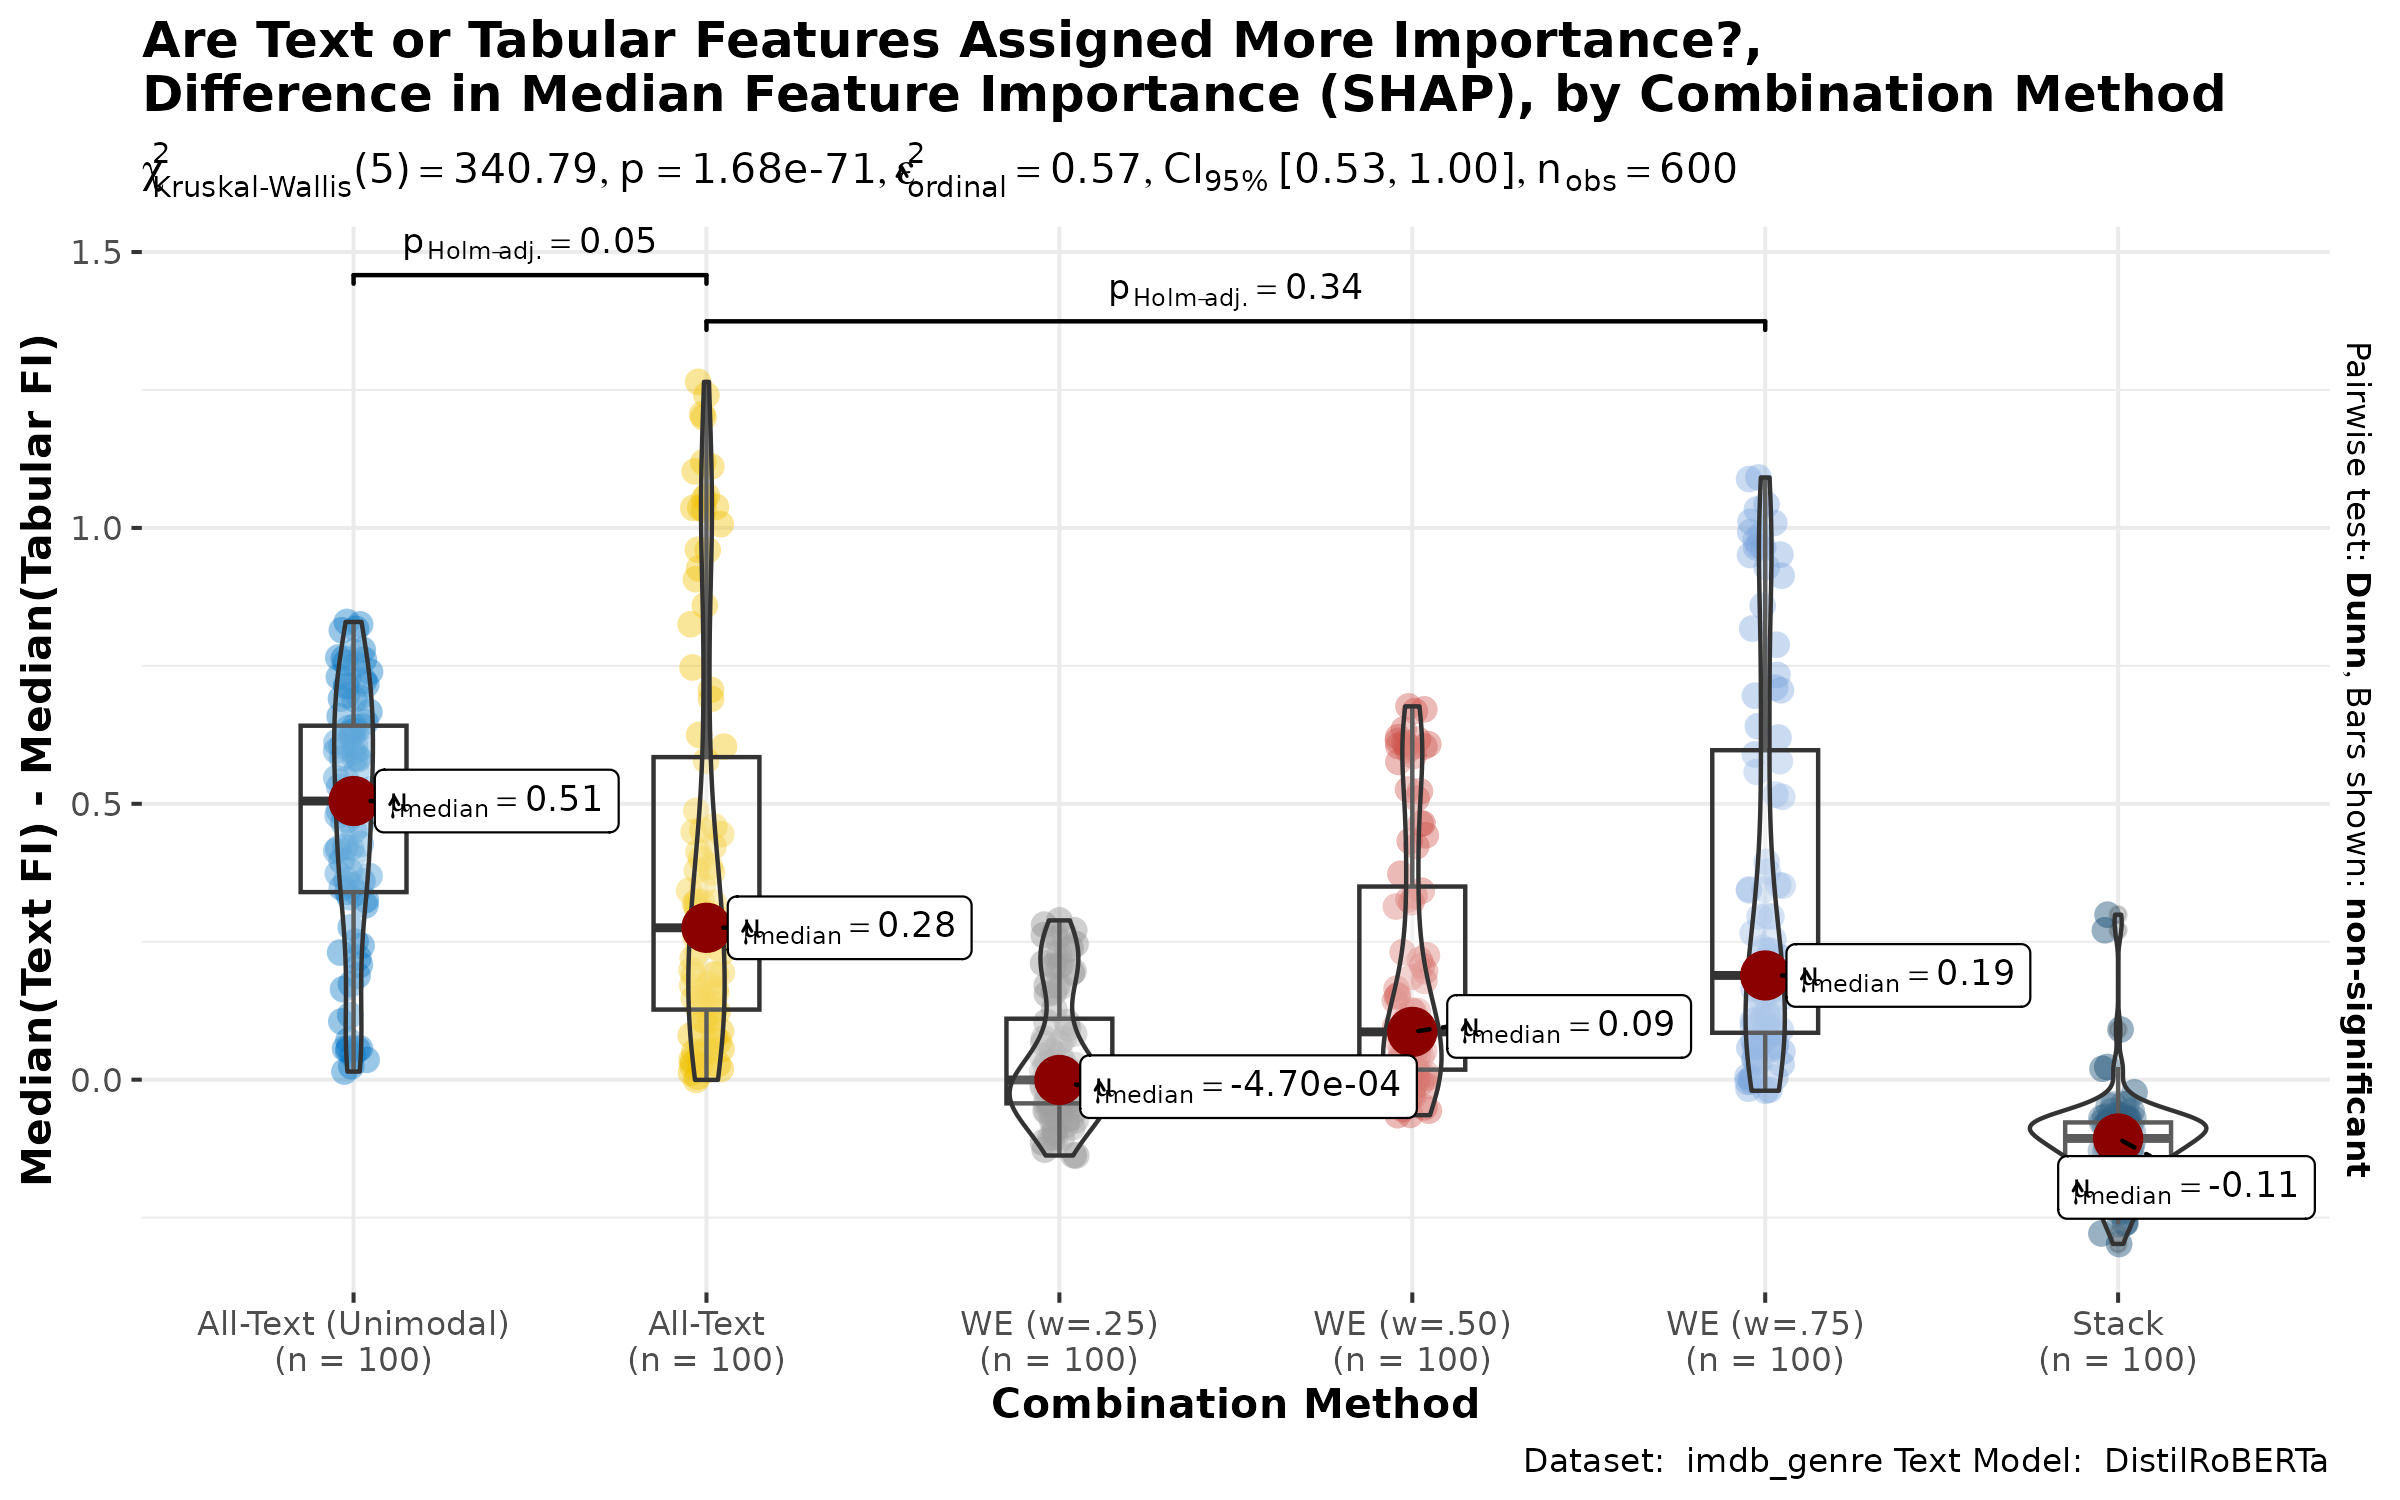 Are Text or Tabular Features Assigned More Importance?,
Difference in Median Feature Importance (SHAP), by Combination Method
χ²Kruskal-Wallis(5) = 340.79, p = 1.68e-71, ε̂²ordinal = 0.57, CI95% [0.53, 1.00], nobs = 600
Median(Text FI) - Median(Tabular FI)
1.5
1.0
0.5
0.0
pHolm-adj. = 0.05
pHolm-adj. = 0.34
μ̂median = 0.51
μ̂median = 0.28
μ̂median = -4.70e-04
μ̂median = 0.09
μ̂median = 0.19
μ̂median = -0.11
Pairwise test: Dunn, Bars shown: non-significant
All-Text (Unimodal)
(n = 100)
All-Text
(n = 100)
WE (w=.25)
(n = 100)
WE (w=.50)
(n = 100)
WE (w=.75)
(n = 100)
Stack
(n = 100)
Combination Method
Dataset:  imdb_genre Text Model:  DistilRoBERTa